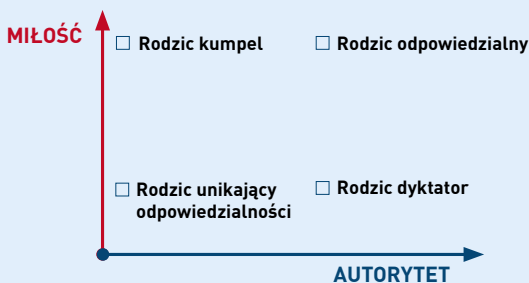 MIŁOŚĆ
Rodzic kumpel
Rodzic odpowiedzialny
Rodzic unikający
odpowiedzialności
Rodzic dyktator
AUTORYTET